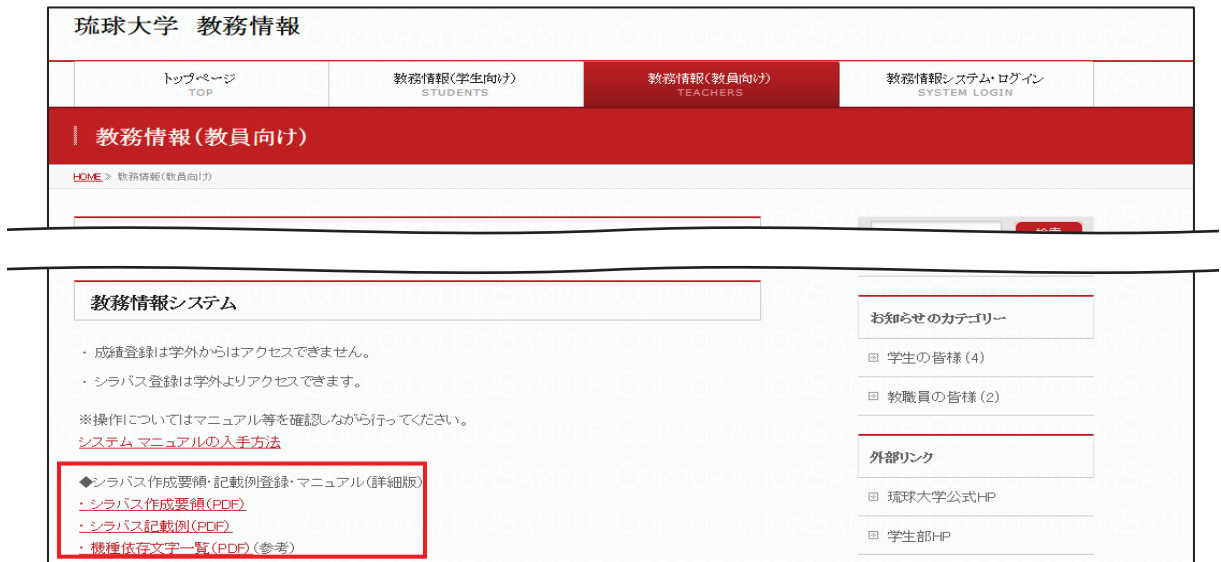 琉球大学 教務情報
トップページ
TOP
教務情報(学生向け)
STUDENTS
教務情報(教員向け)
TEACHERS
教務情報システム・ログイン
SYSTEM LOGIN
教務情報(教員向け)
HOME » 教務情報(教員向け)
教務情報システム
・ 成績登録は学外からはアクセスできません。
・ シラバス登録は学外よりアクセスできます。
※操作についてはマニュアル等を確認しながら行ってください。
システム マニュアルの入手方法
◆シラバス作成要領・記載例登録・マニュアル(詳細版)
・シラバス作成要領(PDF)
・シラバス記載例(PDF)
・機種依存文字一覧(PDF)(参考)
お知らせのカテゴリー
学生の皆様(4)
教職員の皆様(2)
外部リンク
琉球大学公式HP
学生部HP